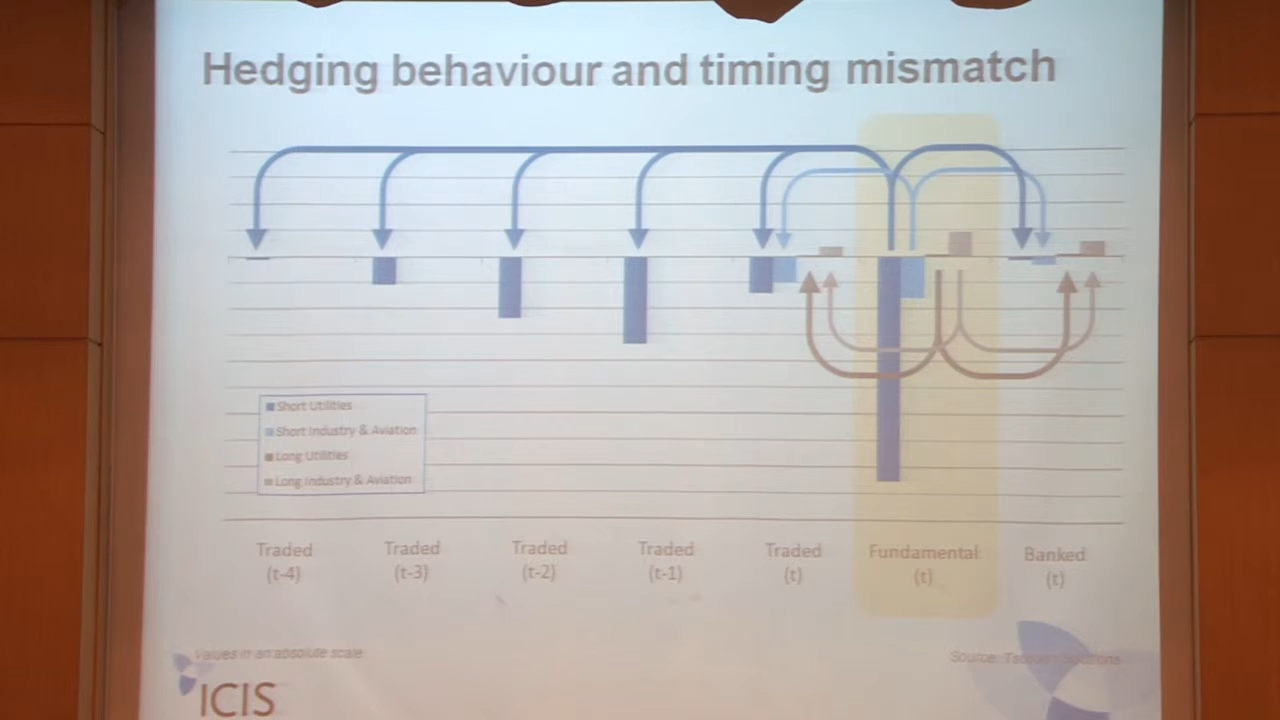 Hedging behaviour and timing mismatch
Short Utilities
Short Industry & Aviation
Long Utilities
Long Industry & Aviation
Traded
(t-4)
Traded
(t-3)
Traded
(t-2)
Traded
(t-1)
Traded
(t)
Fundamental
(t)
Banked
(t)
Values in an absolute scale
Source:
ICIS